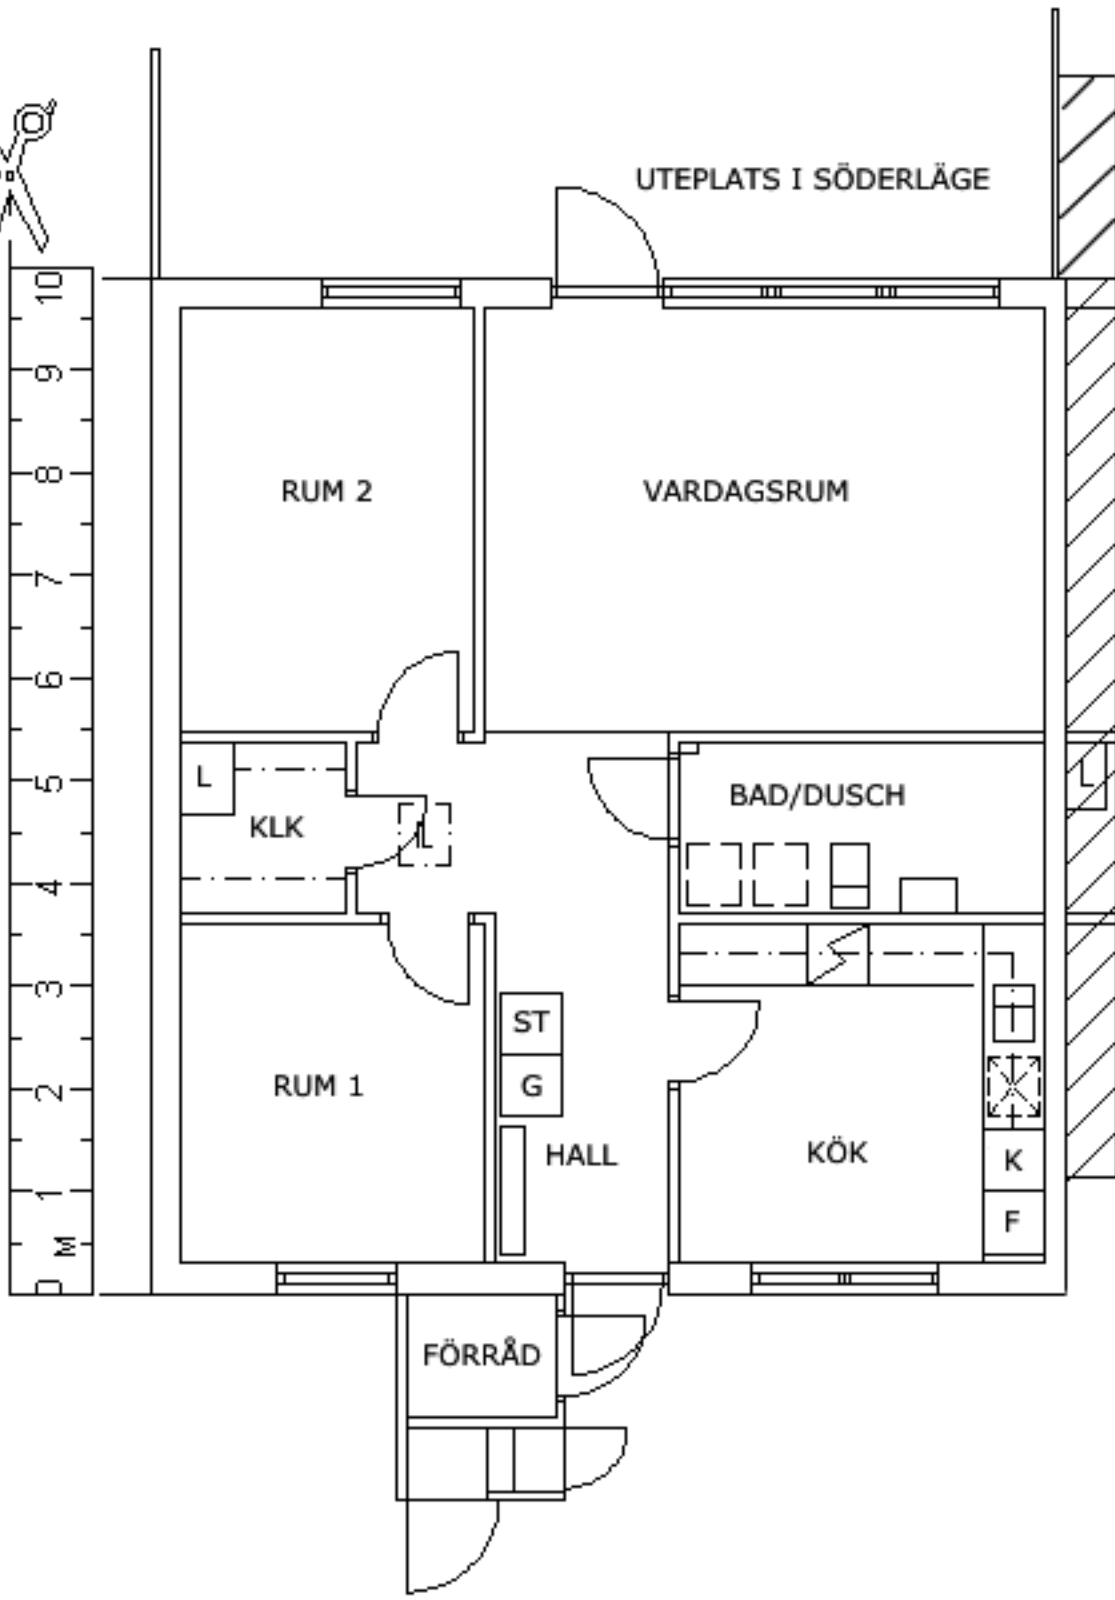 UTEPLATS I SÖDERLÄGE
10
9
8
7
6
5
4
3
2
1
M
0
RUM 2
VARDAGSRUM
L
KLK
L
BAD/DUSCH
L
ST
G
RUM 1
HALL
KÖK
K
F
FÖRRÅD